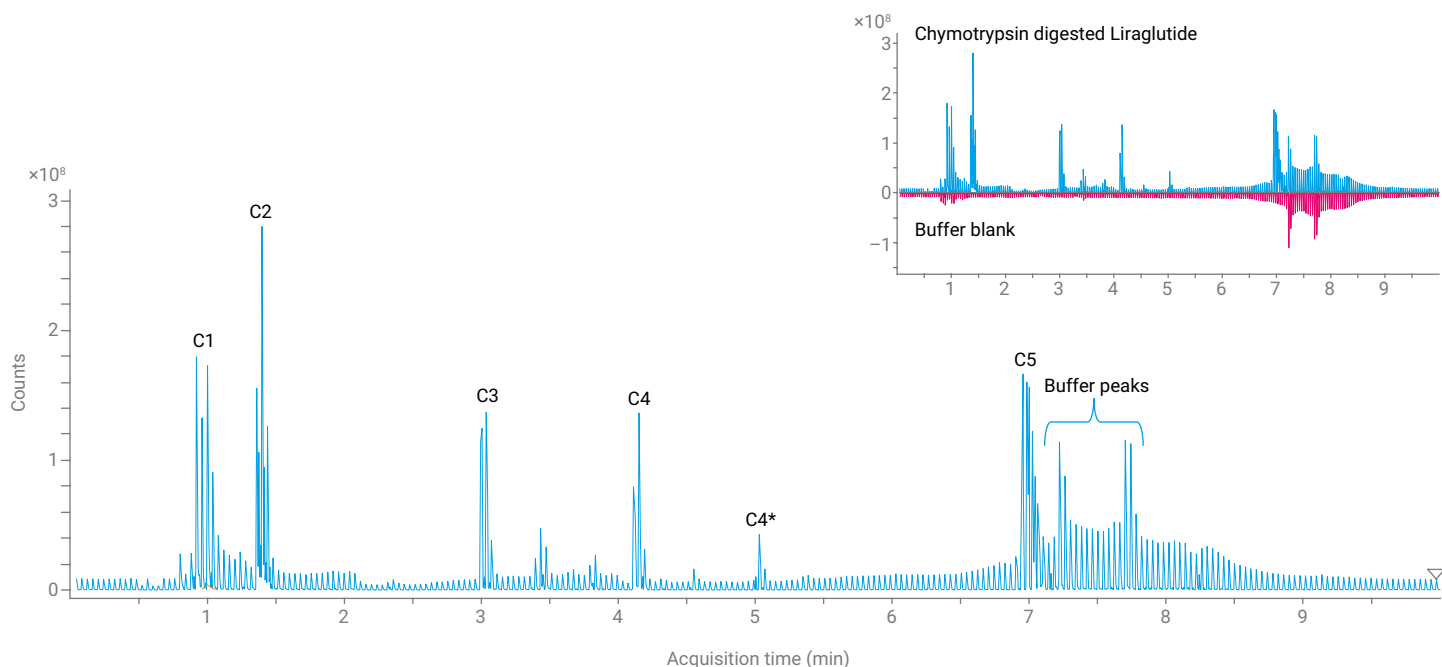 ×10⁸
Chymotrypsin digested Liraglutide
3
2
1
0
−1
Buffer blank
1 2 3 4 5 6 7 8 9
×10⁸
3
2
1
0
Counts
C1
C2
C3
C4
C4*
C5
Buffer peaks
1 2 3 4 5 6 7 8 9
Acquisition time (min)